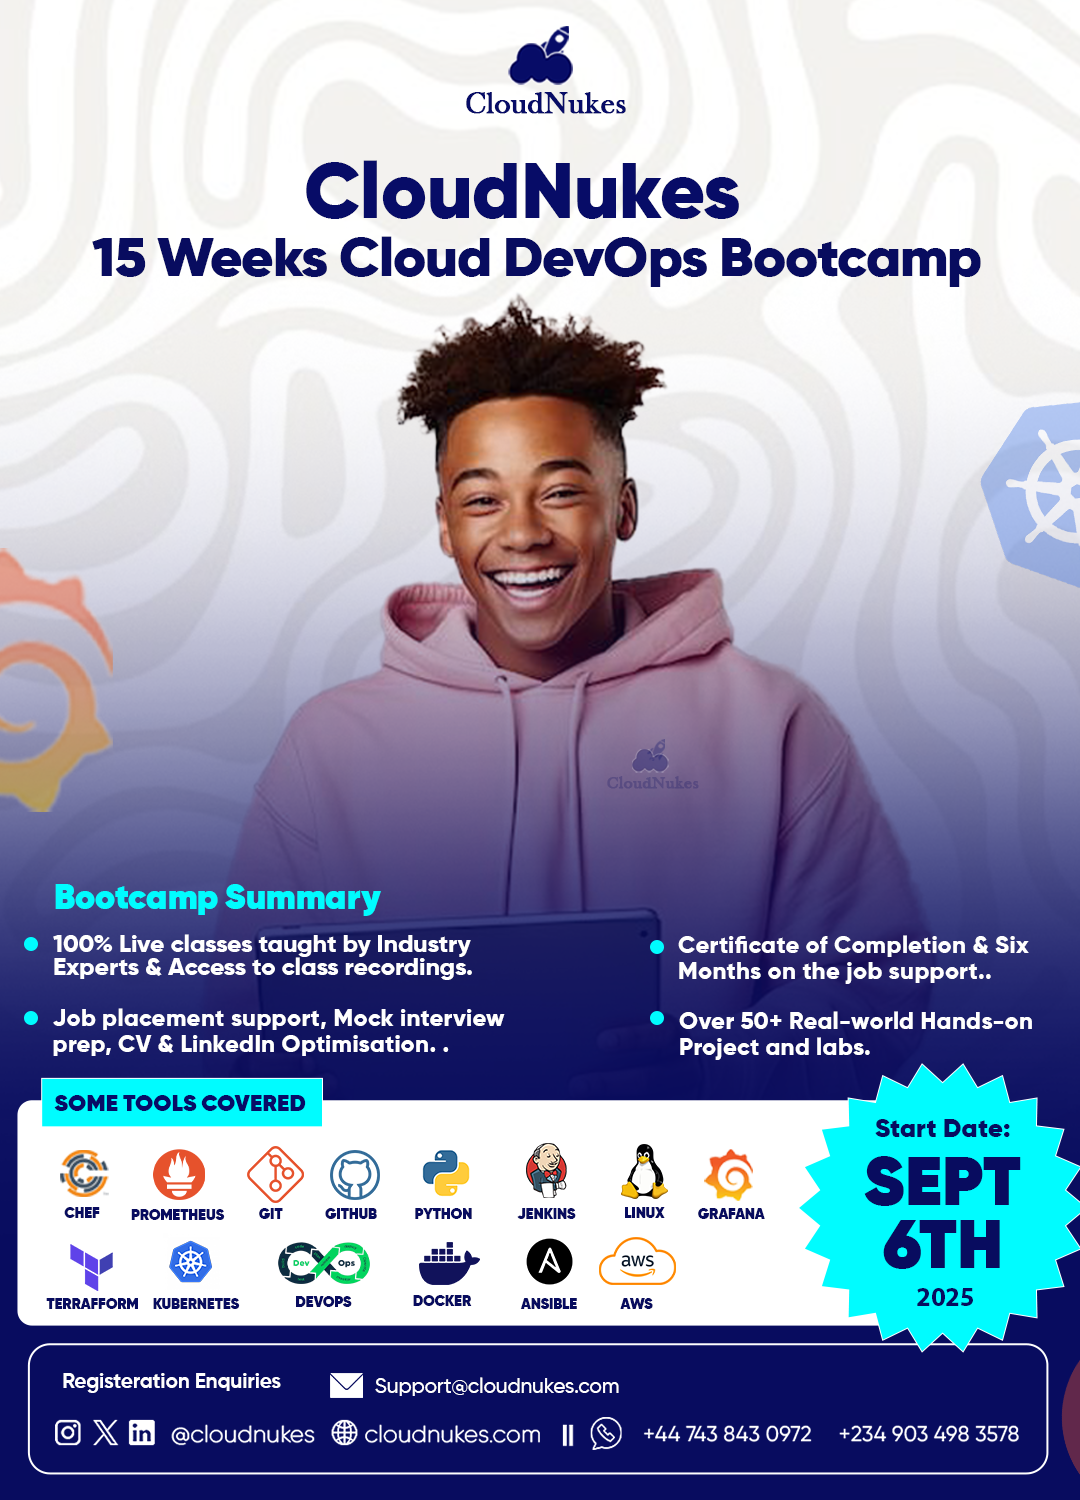 CloudNukes
CloudNukes
15 Weeks Cloud DevOps Bootcamp
CloudNukes
Bootcamp Summary
100% Live classes taught by Industry
Experts & Access to class recordings.
Job placement support, Mock interview
prep, CV & LinkedIn Optimisation. .
Certificate of Completion & Six
Months on the job support..
Over 50+ Real-world Hands-on
Project and labs.
SOME TOOLS COVERED
CHEF
PROMETHEUS
GIT
GITHUB
PYTHON
JENKINS
LINUX
GRAFANA
TERRAFFORM
KUBERNETES
Dev Ops
DEVOPS
DOCKER
ANSIBLE
aws
AWS
Start Date:
SEPT
6TH
2025
Registeration Enquiries
Support@cloudnukes.com
@cloudnukes
cloudnukes.com
+44 743 843 0972
+234 903 498 3578